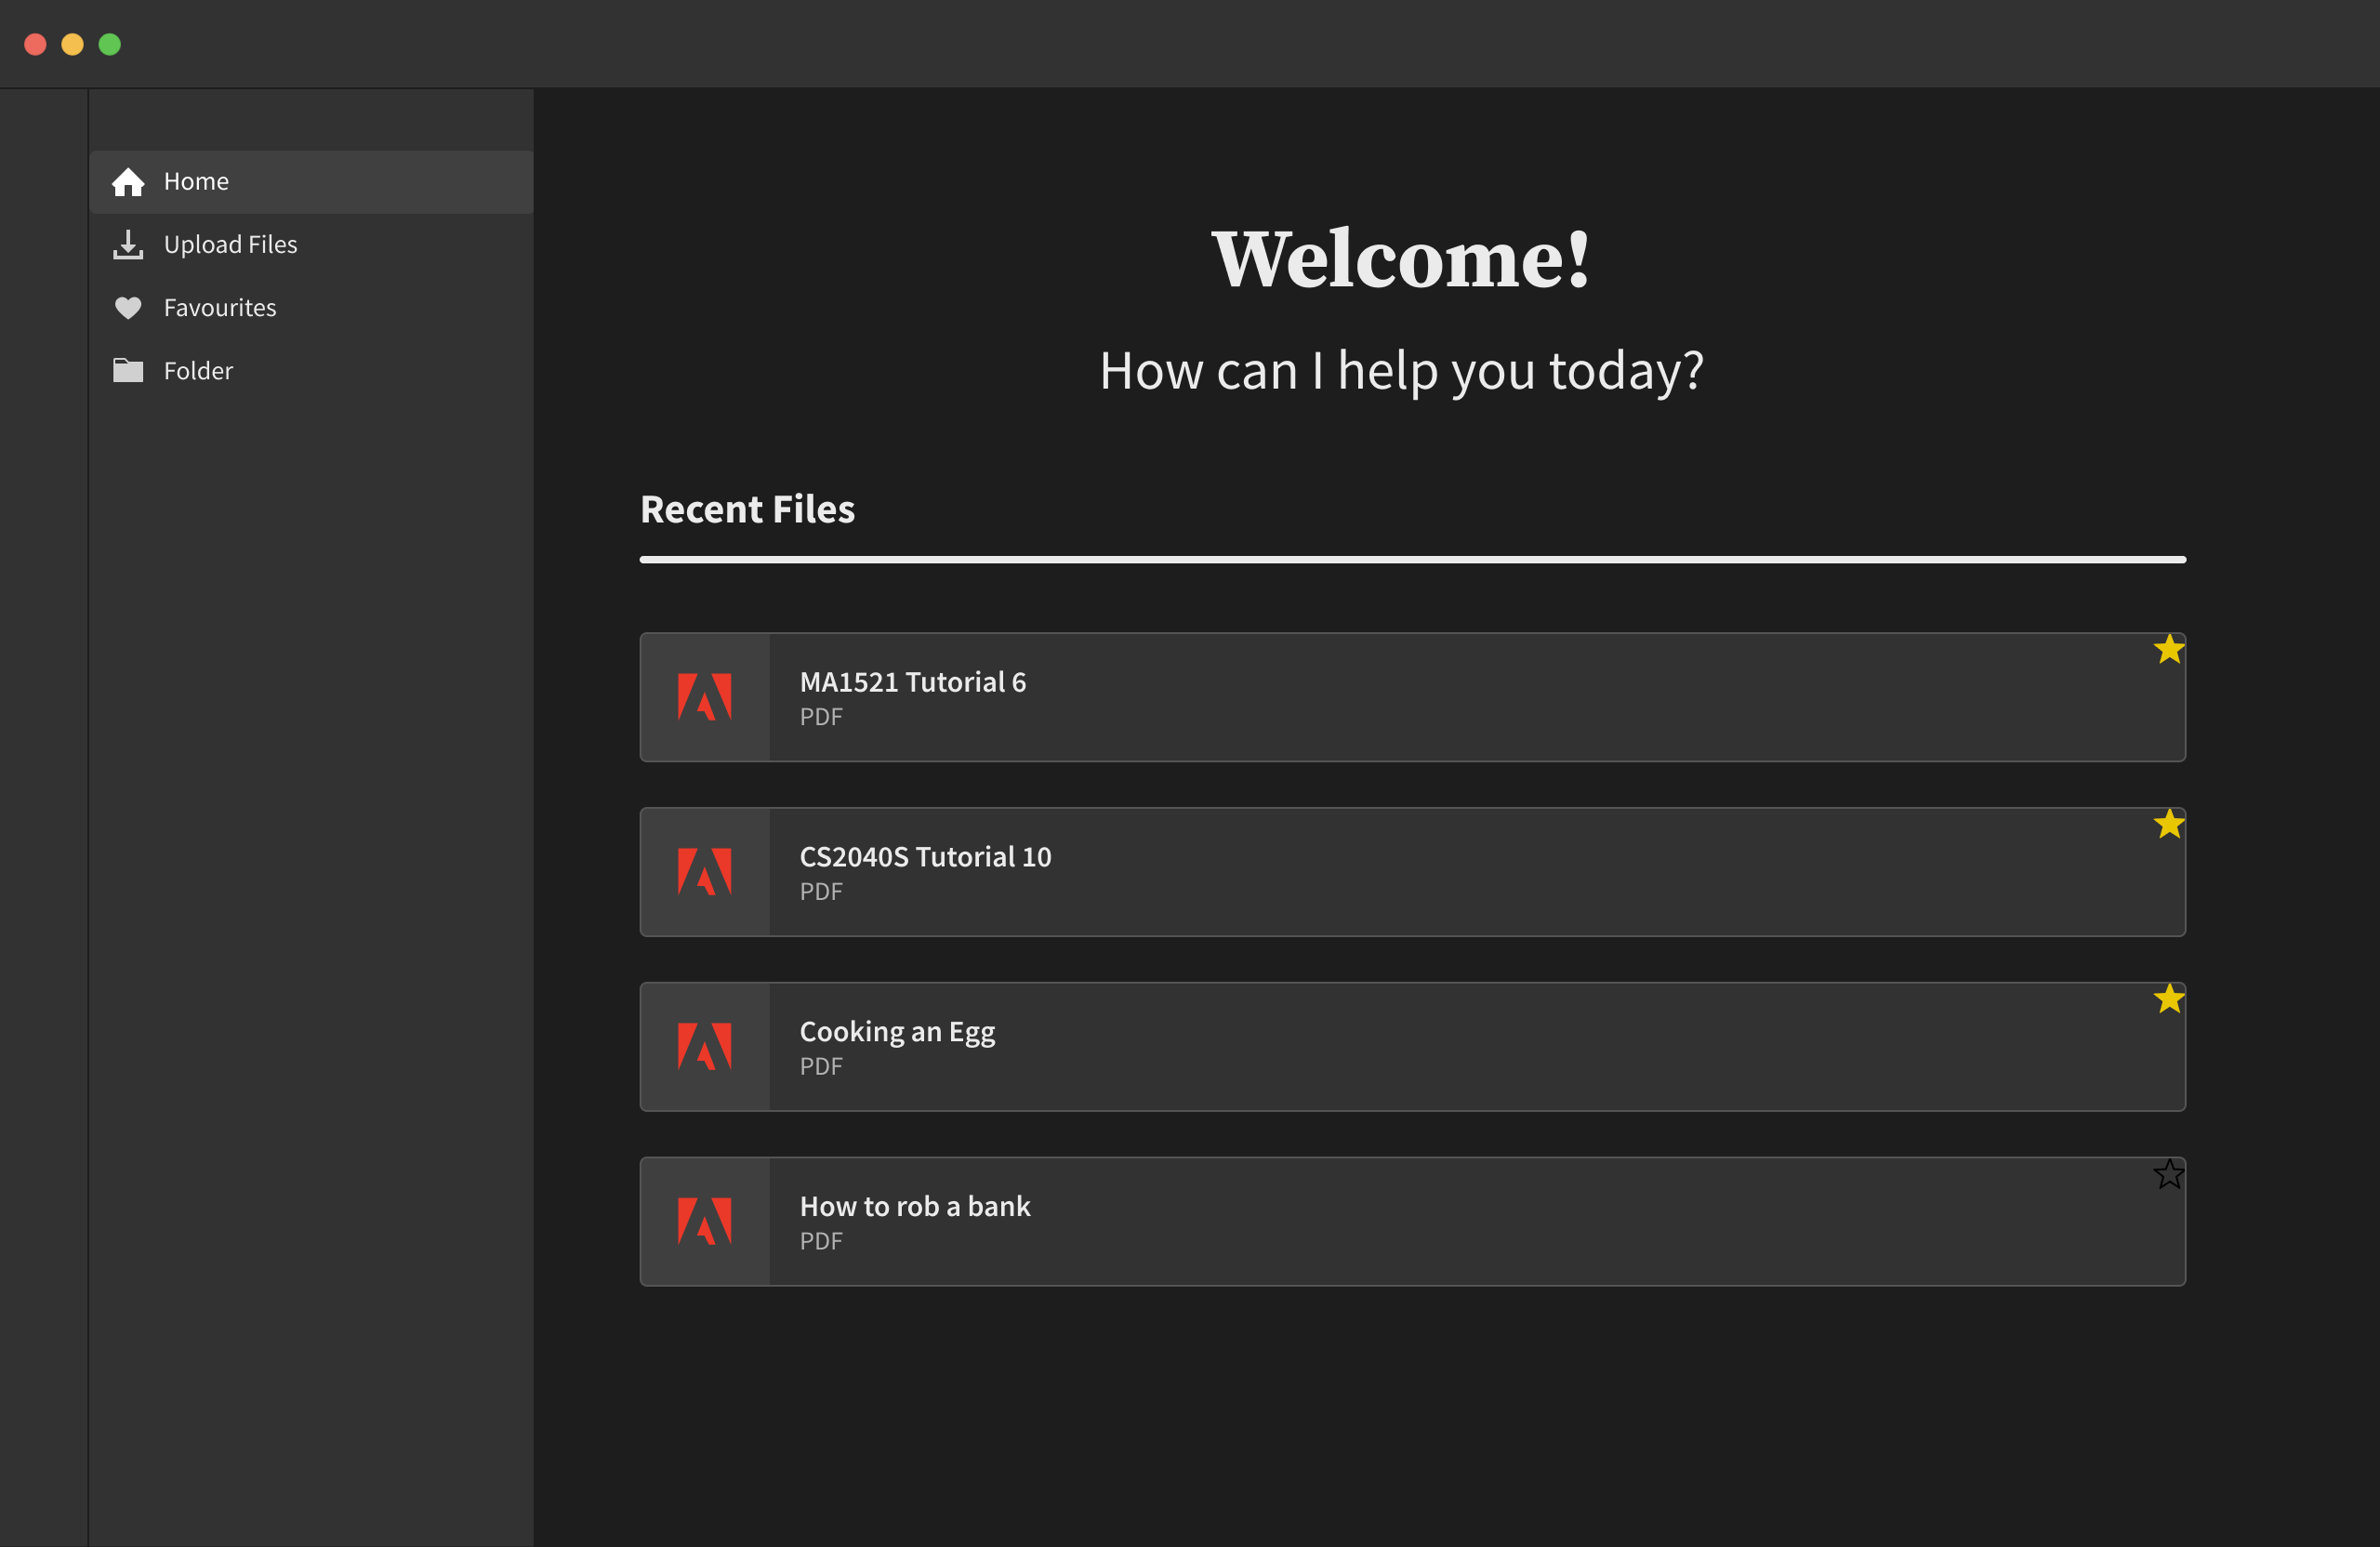 Home
Upload Files
Favourites
Folder
Welcome!
How can I help you today?
Recent Files
MA1521 Tutorial 6
PDF
CS2040S Tutorial 10
PDF
Cooking an Egg
PDF
How to rob a bank
PDF